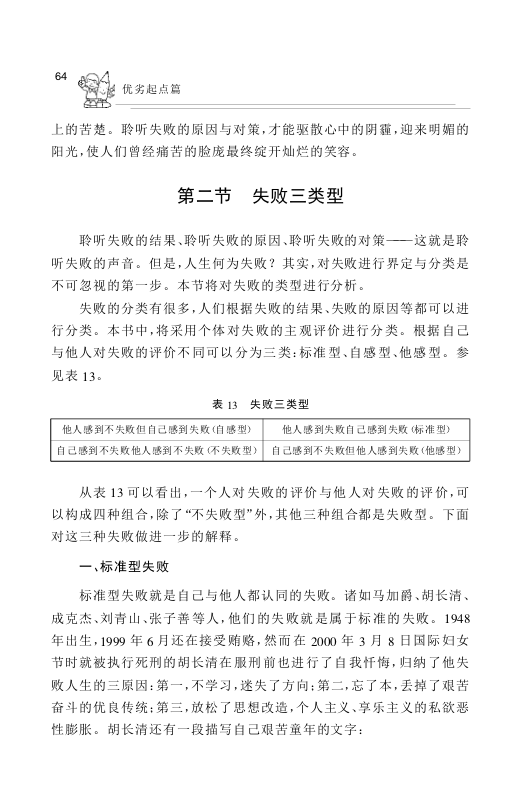 64
优劣起点篇
上的苦楚。聆听失败的原因与对策,才能驱散心中的阴霾,迎来明媚的
阳光,使人们曾经痛苦的脸庞最终绽开灿烂的笑容。
第二节 失败三类型
聆听失败的结果、聆听失败的原因、聆听失败的对策——这就是聆
听失败的声音。但是,人生何为失败?其实,对失败进行界定与分类是
不可忽视的第一步。本节将对失败的类型进行分析。
失败的分类有很多,人们根据失败的结果、失败的原因等都可以进
行分类。本书中,将采用个体对失败的主观评价进行分类。根据自己
与他人对失败的评价不同可以分为三类:标准型、自感型、他感型。参
见表 13。
表 13 失败三类型
他人感到不失败但自己感到失败(自感型) 他人感到失败自己感到失败(标准型)
自己感到不失败他人感到不失败(不失败型) 自己感到不失败但他人感到失败(他感型)
从表 13 可以看出,一个人对失败的评价与他人对失败的评价,可
以构成四种组合,除了“不失败型”外,其他三种组合都是失败型。下面
对这三种失败做进一步的解释。
一、标准型失败
标准型失败就是自己与他人都认同的失败。诸如马加爵、胡长清、
成克杰、刘青山、张子善等人,他们的失败就是属于标准的失败。1948
年出生,1999 年 6 月还在接受贿赂,然而在 2000 年 3 月 8 日国际妇女
节时就被执行死刑的胡长清在服刑前也进行了自我忏悔,归纳了他失
败人生的三原因:第一,不学习,迷失了方向;第二,忘了本,丢掉了艰苦
奋斗的优良传统;第三,放松了思想改造,个人主义、享乐主义的私欲恶
性膨胀。胡长清还有一段描写自己艰苦童年的文字: